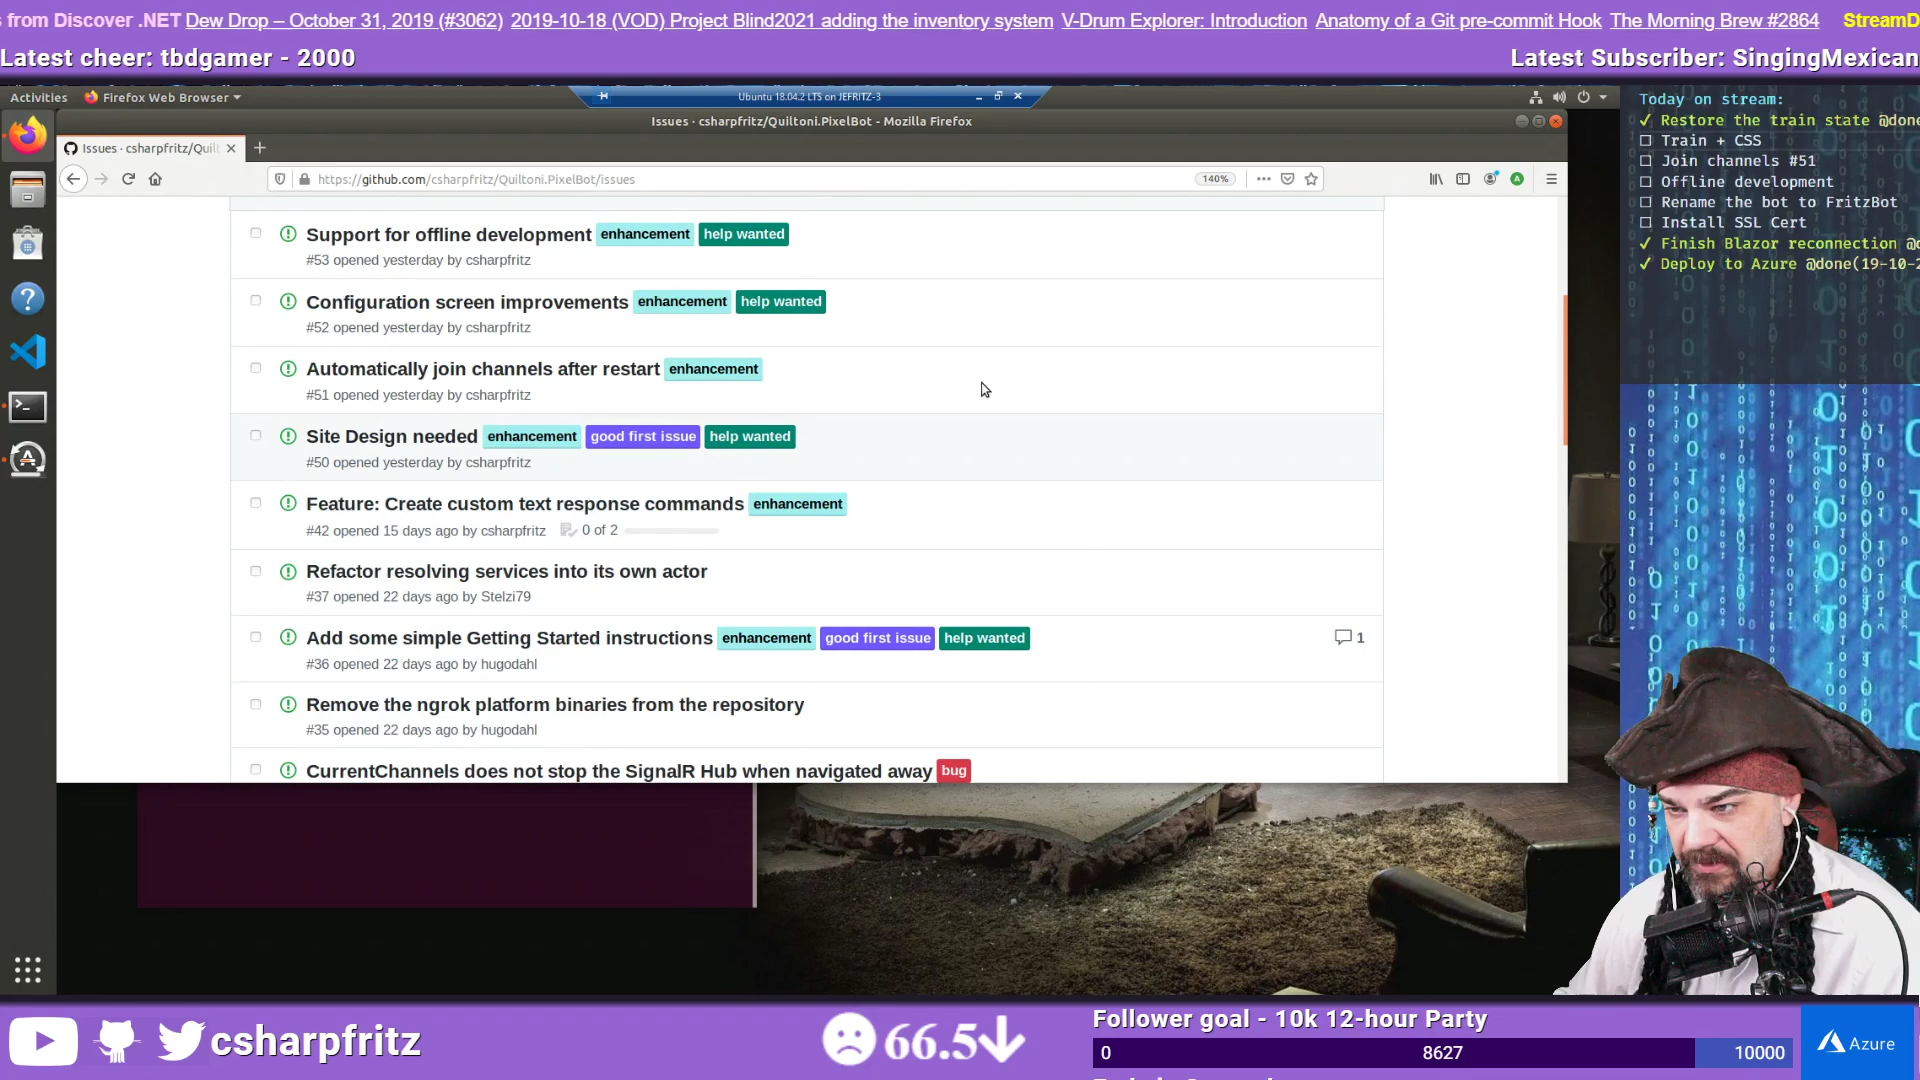 s from Discover .NET Dew Drop – October 31, 2019 (#3062) 2019-10-18 (VOD) Project Blind2021 adding the inventory system V-Drum Explorer: Introduction Anatomy of a Git pre-commit Hook The Morning Brew #2864 StreamD
Latest cheer: tbdgamer - 2000
Latest Subscriber: SingingMexican
Activities
Firefox Web Browser
Ubuntu 18.04.2 LTS on JEFRITZ-3
Issues · csharpfritz/Quiltoni.PixelBot - Mozilla Firefox
Issues · csharpfritz/Quilt
https://github.com/csharpfritz/Quiltoni.PixelBot/issues
140%
Support for offline development enhancement help wanted
#53 opened yesterday by csharpfritz
Configuration screen improvements enhancement help wanted
#52 opened yesterday by csharpfritz
Automatically join channels after restart enhancement
#51 opened yesterday by csharpfritz
Site Design needed enhancement good first issue help wanted
#50 opened yesterday by csharpfritz
Feature: Create custom text response commands enhancement
#42 opened 15 days ago by csharpfritz 0 of 2
Refactor resolving services into its own actor
#37 opened 22 days ago by Stelzi79
Add some simple Getting Started instructions enhancement good first issue help wanted 1
#36 opened 22 days ago by hugodahl
Remove the ngrok platform binaries from the repository
#35 opened 22 days ago by hugodahl
CurrentChannels does not stop the SignalR Hub when navigated away bug
Today on stream:
✓ Restore the train state @done
☐ Train + CSS
☐ Join channels #51
☐ Offline development
☐ Rename the bot to FritzBot
☐ Install SSL Cert
✓ Finish Blazor reconnection @d
✓ Deploy to Azure @done(19-10-2
csharpfritz
66.5
Follower goal - 10k 12-hour Party
0 8627 10000
Azure